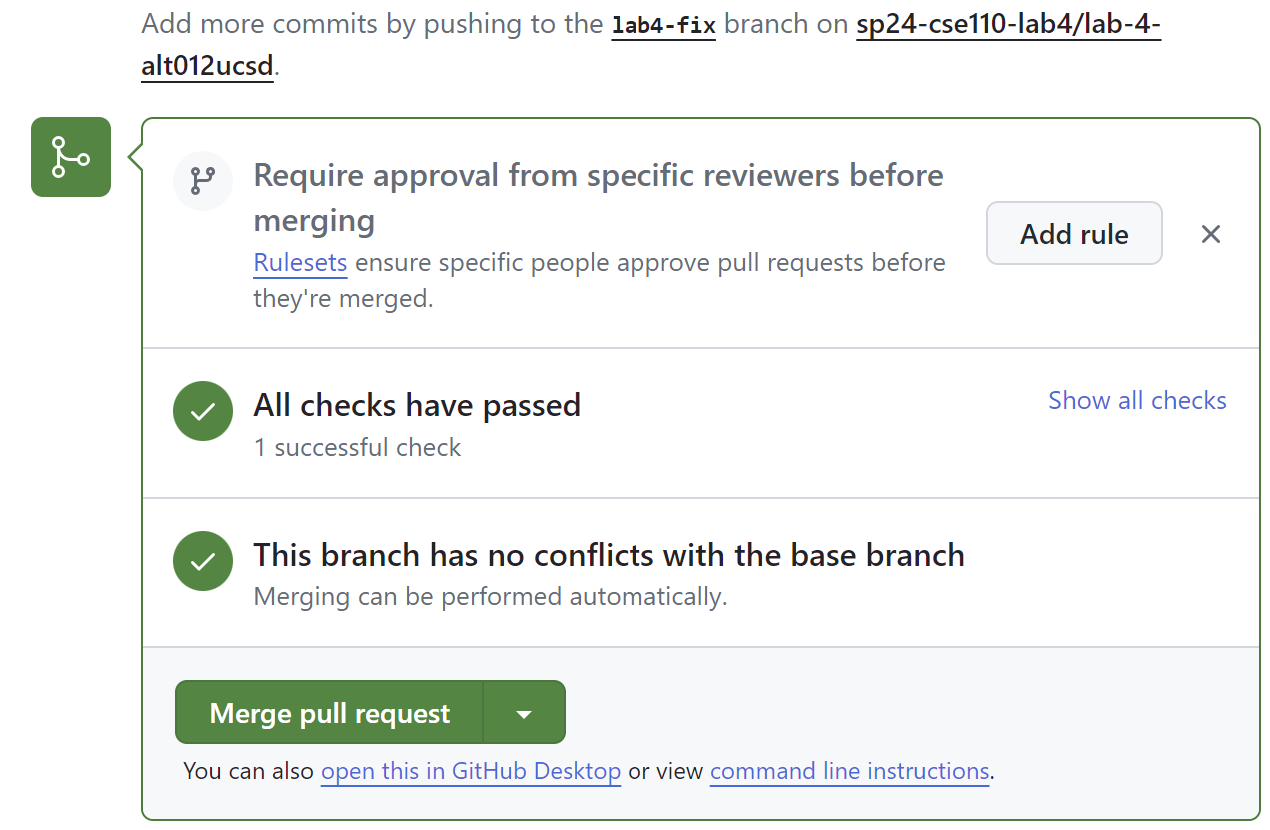 Add more commits by pushing to the lab4-fix branch on sp24-cse110-lab4/lab-4-
alt012ucsd.
Require approval from specific reviewers before
merging
Rulesets ensure specific people approve pull requests before
they're merged.
Add rule
All checks have passed
1 successful check
Show all checks
This branch has no conflicts with the base branch
Merging can be performed automatically.
Merge pull request
You can also open this in GitHub Desktop or view command line instructions.